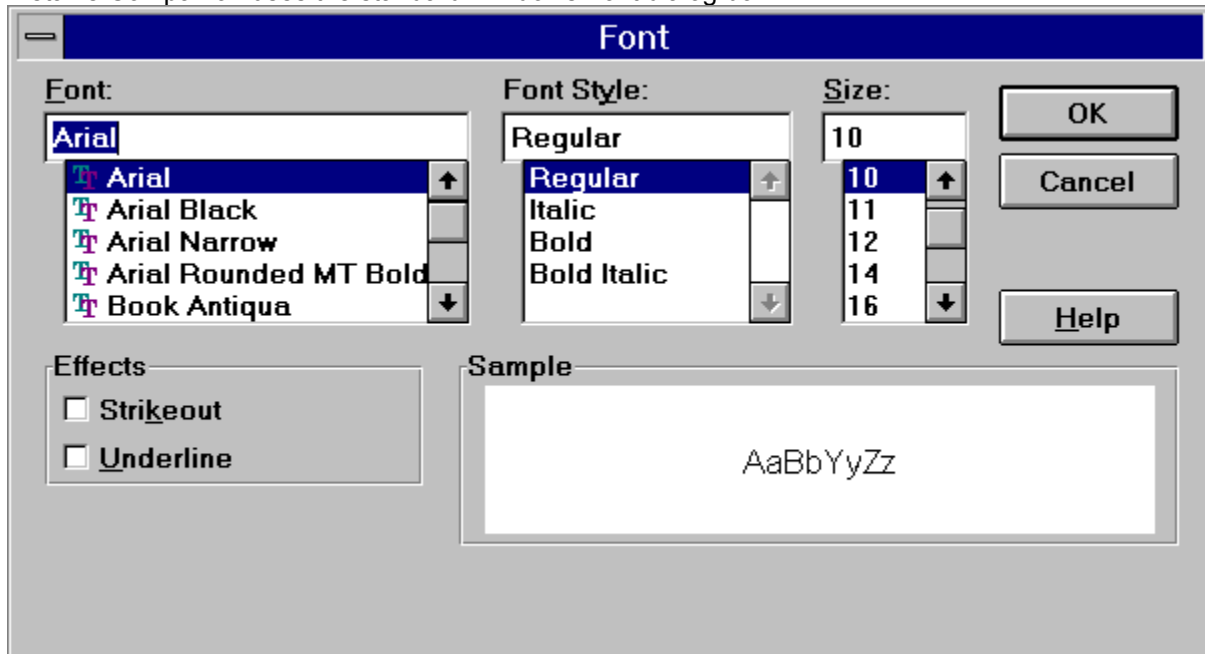 Font
Font:
Arial
Arial
Arial Black
Arial Narrow
Arial Rounded MT Bold
Book Antiqua
Font Style:
Regular
Regular
Italic
Bold
Bold Italic
Size:
10
10
11
12
14
16
OK
Cancel
Help
Effects
Strikeout
Underline
Sample
AaBbYyZz